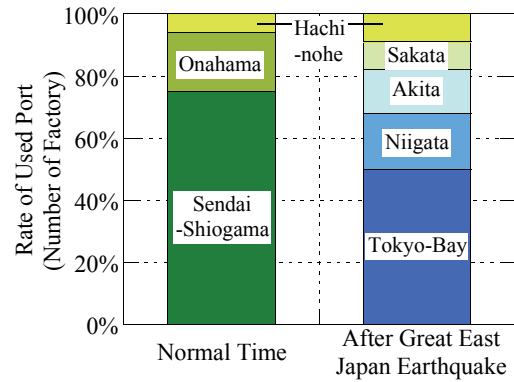 Rate of Used Port
(Number of Factory)
100%
80%
60%
40%
20%
0%
Hachi
-nohe
Onahama
Sendai
-Shiogama
Sakata
Akita
Niigata
Tokyo-Bay
Normal Time
After Great East
Japan Earthquake